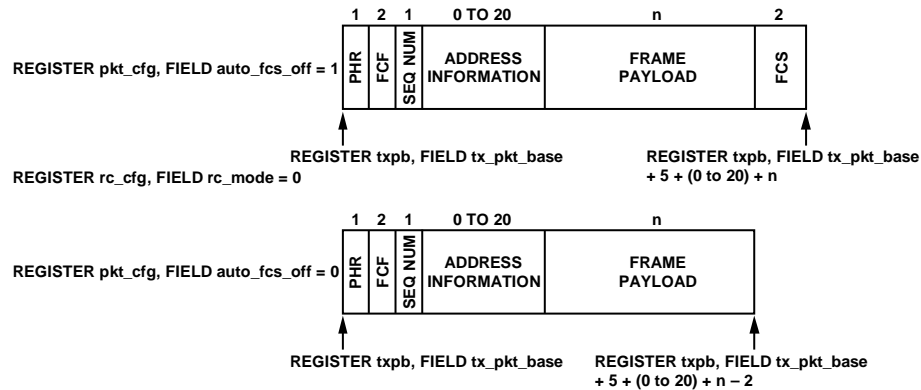 1 2 1 0 TO 20 n 2
REGISTER pkt_cfg, FIELD auto_fcs_off = 1
PHR
FCF
SEQ NUM
ADDRESS
INFORMATION
FRAME
PAYLOAD
FCS
REGISTER txpb, FIELD tx_pkt_base
REGISTER txpb, FIELD tx_pkt_base
+ 5 + (0 to 20) + n
REGISTER rc_cfg, FIELD rc_mode = 0
1 2 1 0 TO 20 n
REGISTER pkt_cfg, FIELD auto_fcs_off = 0
PHR
FCF
SEQ NUM
ADDRESS
INFORMATION
FRAME
PAYLOAD
REGISTER txpb, FIELD tx_pkt_base
REGISTER txpb, FIELD tx_pkt_base
+ 5 + (0 to 20) + n – 2